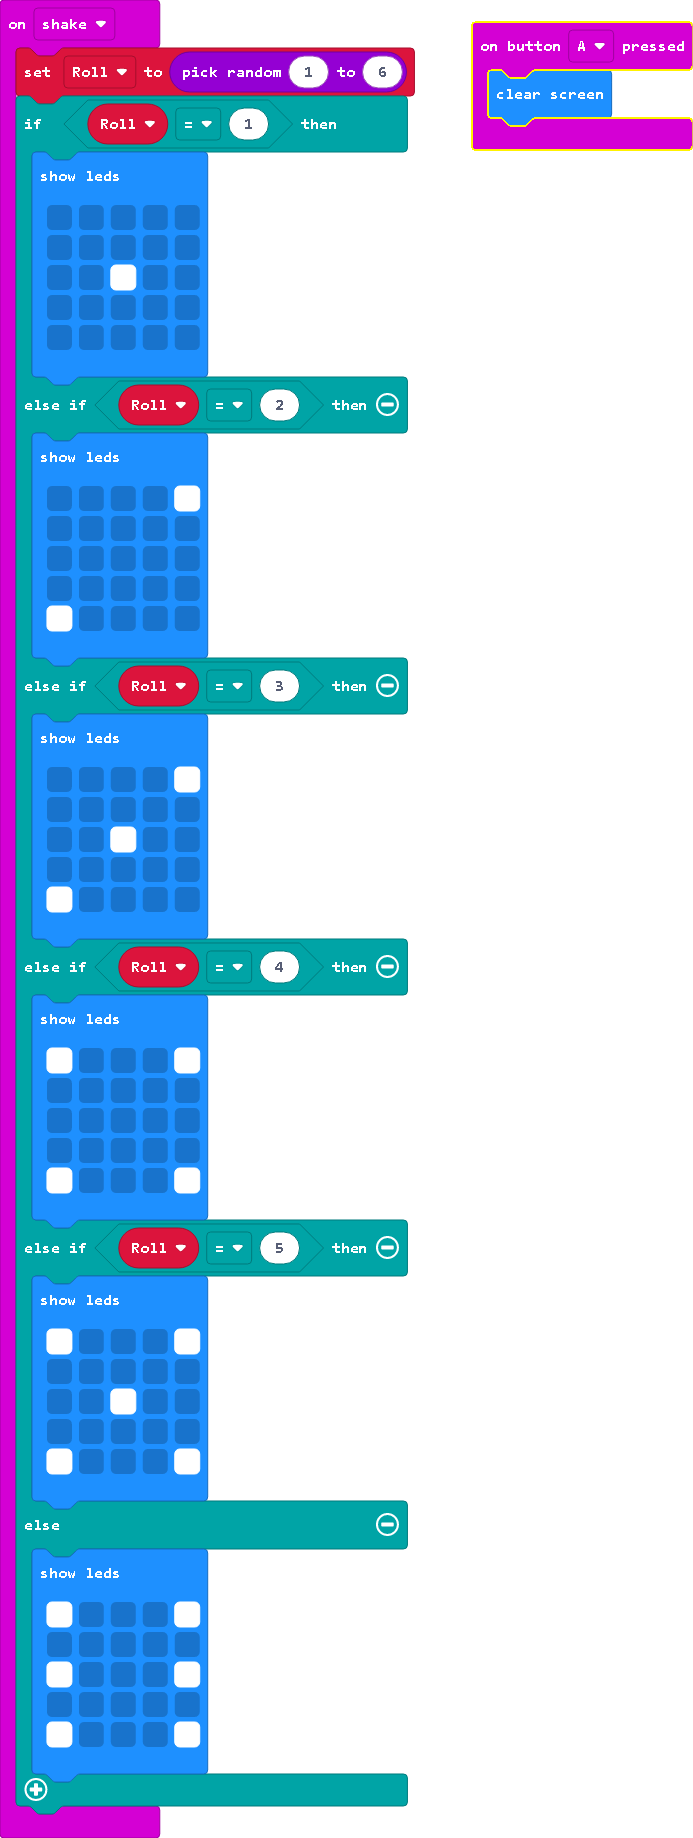 on shake
set Roll to pick random 1 to 6
if Roll = 1 then
show leds
else if Roll = 2 then
show leds
else if Roll = 3 then
show leds
else if Roll = 4 then
show leds
else if Roll = 5 then
show leds
else
show leds
on button A pressed
clear screen